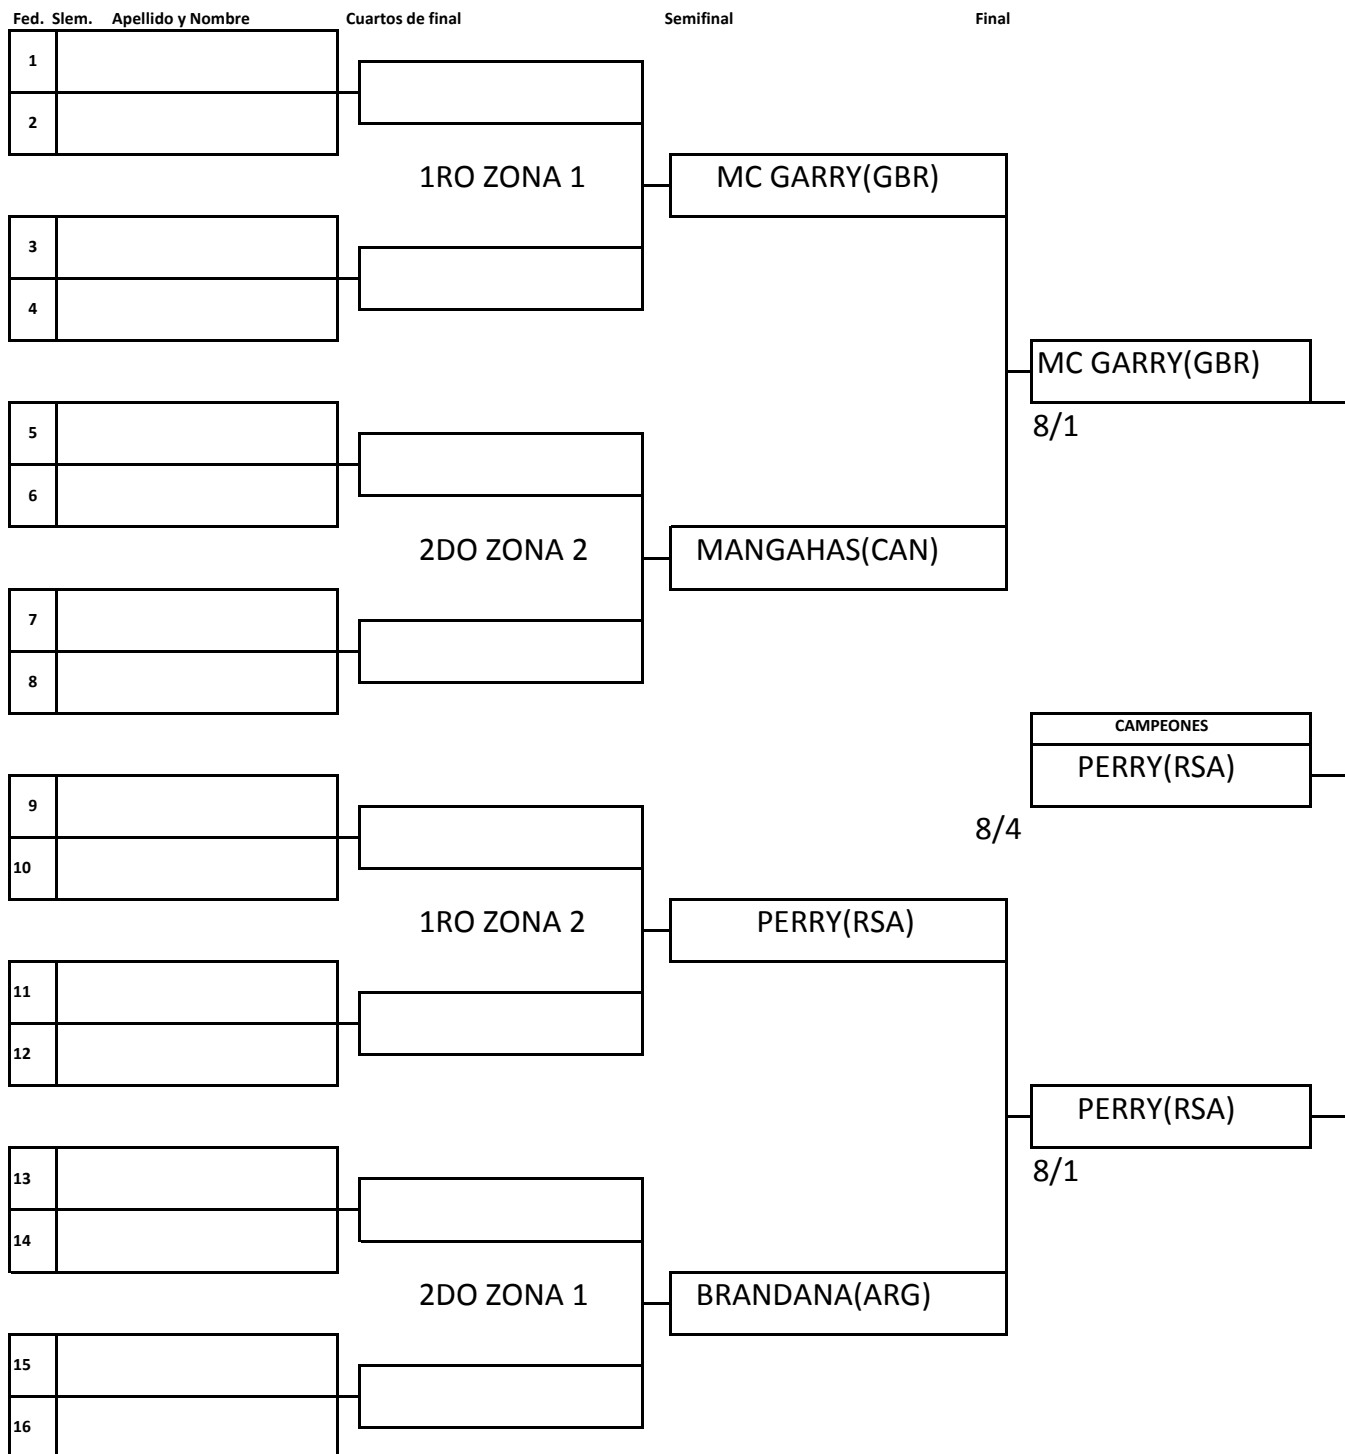 Fed. Slem. Apellido y Nombre Cuartos de final Semifinal Final
1
2
1RO ZONA 1 MC GARRY(GBR)
3
4
MC GARRY(GBR)
8/1
5
6
2DO ZONA 2 MANGAHAS(CAN)
7
8
CAMPEONES
PERRY(RSA)
9
8/4
10
1RO ZONA 2 PERRY(RSA)
11
12
PERRY(RSA)
13
8/1
14
2DO ZONA 1 BRANDANA(ARG)
15
16